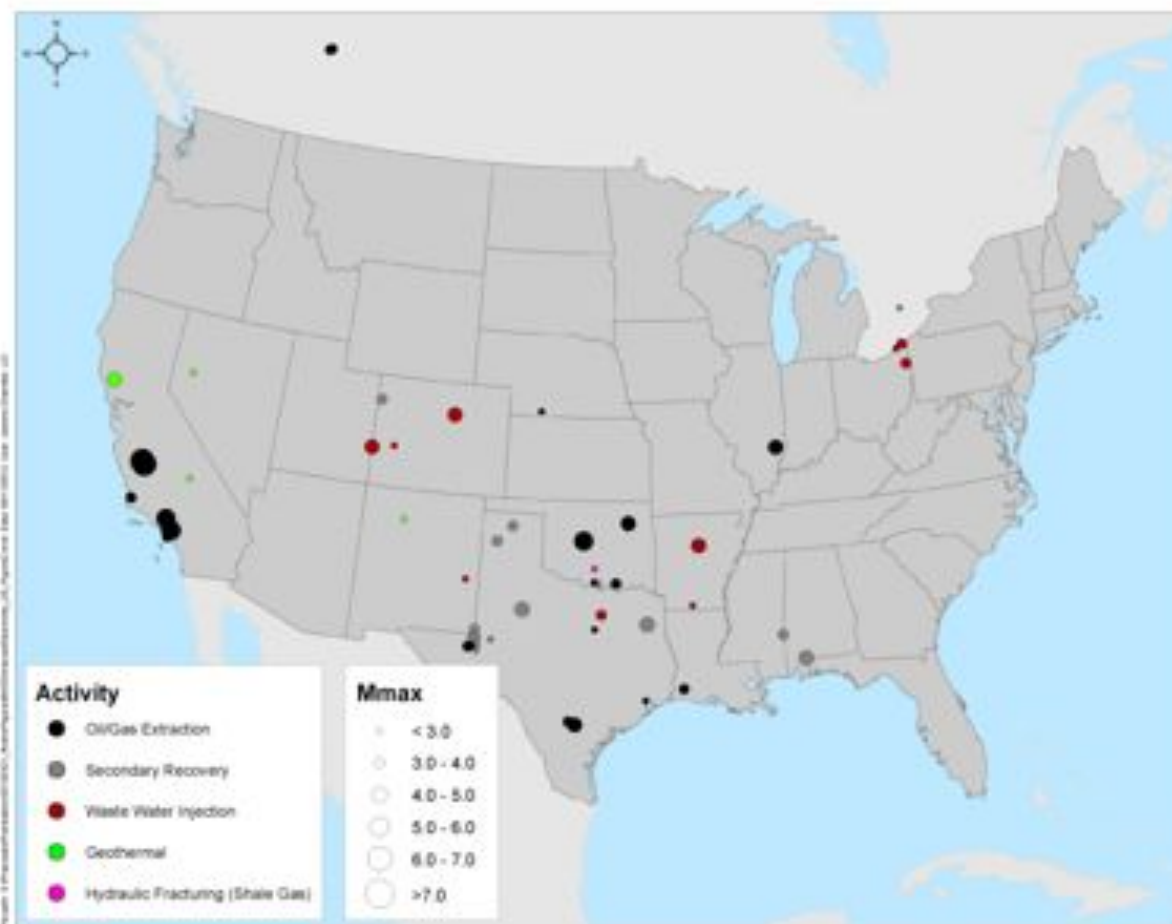 Activity
Oil/Gas Extraction
Secondary Recovery
Waste Water Injection
Geothermal
Hydraulic Fracturing (Shale Gas)
Mmax
< 3.0
3.0 - 4.0
4.0 - 5.0
5.0 - 6.0
6.0 - 7.0
>7.0